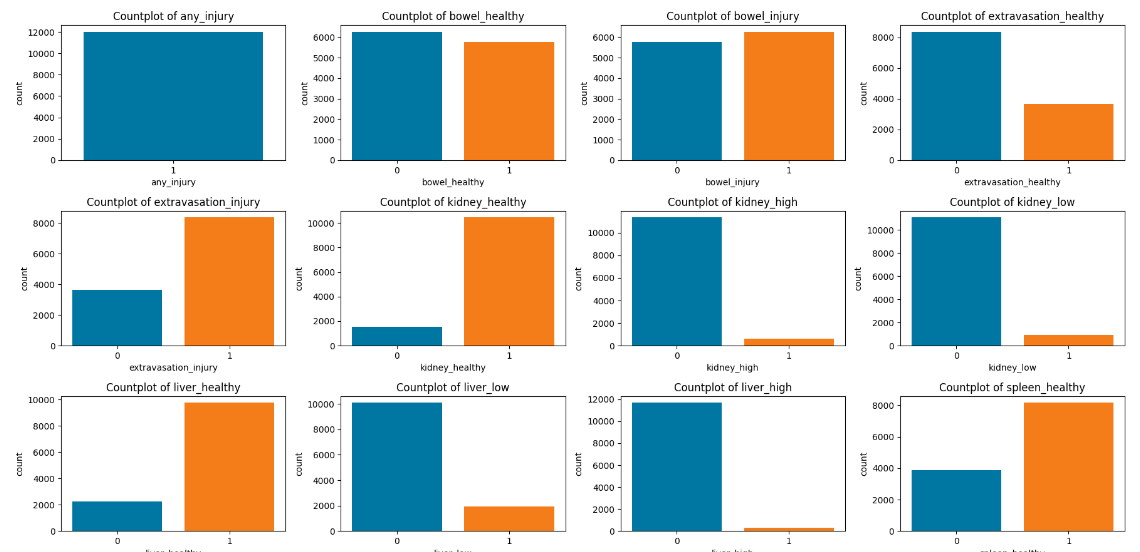 Countplot of any_injury
count
12000
10000
8000
6000
4000
2000
0
1
any_injury
Countplot of bowel_healthy
count
6000
5000
4000
3000
2000
1000
0
0 1
bowel_healthy
Countplot of bowel_injury
count
6000
5000
4000
3000
2000
1000
0
0 1
bowel_injury
Countplot of extravasation_healthy
count
8000
6000
4000
2000
0
0 1
extravasation_healthy
Countplot of extravasation_injury
count
8000
6000
4000
2000
0
0 1
extravasation_injury
Countplot of kidney_healthy
count
10000
8000
6000
4000
2000
0
0 1
kidney_healthy
Countplot of kidney_high
count
10000
8000
6000
4000
2000
0
0 1
kidney_high
Countplot of kidney_low
count
10000
8000
6000
4000
2000
0
0 1
kidney_low
Countplot of liver_healthy
count
10000
8000
6000
4000
2000
0
0 1
liver_healthy
Countplot of liver_low
count
10000
8000
6000
4000
2000
0
0 1
liver_low
Countplot of liver_high
count
12000
10000
8000
6000
4000
2000
0
0 1
liver_high
Countplot of spleen_healthy
count
8000
6000
4000
2000
0
0 1
spleen_healthy